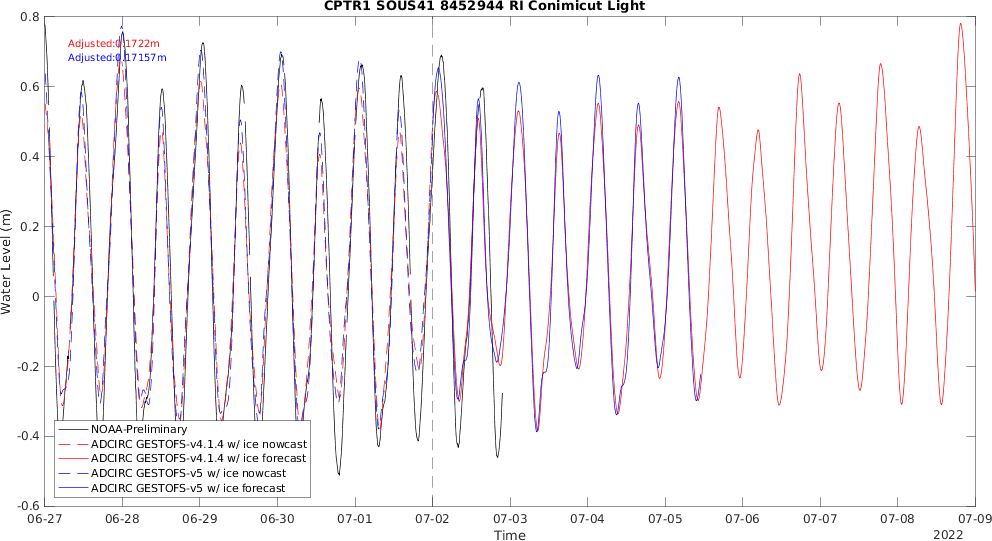 CPTR1 SOUS41 8452944 RI Conimicut Light
Adjusted:0.1722m
Adjusted:0.17157m
Water Level (m)
0.8
0.6
0.4
0.2
0
-0.2
-0.4
-0.6
NOAA-Preliminary
ADCIRC GESTOFS-v4.1.4 w/ ice nowcast
ADCIRC GESTOFS-v4.1.4 w/ ice forecast
ADCIRC GESTOFS-v5 w/ ice nowcast
ADCIRC GESTOFS-v5 w/ ice forecast
06-27 06-28 06-29 06-30 07-01 07-02 07-03 07-04 07-05 07-06 07-07 07-08 07-09
Time
2022